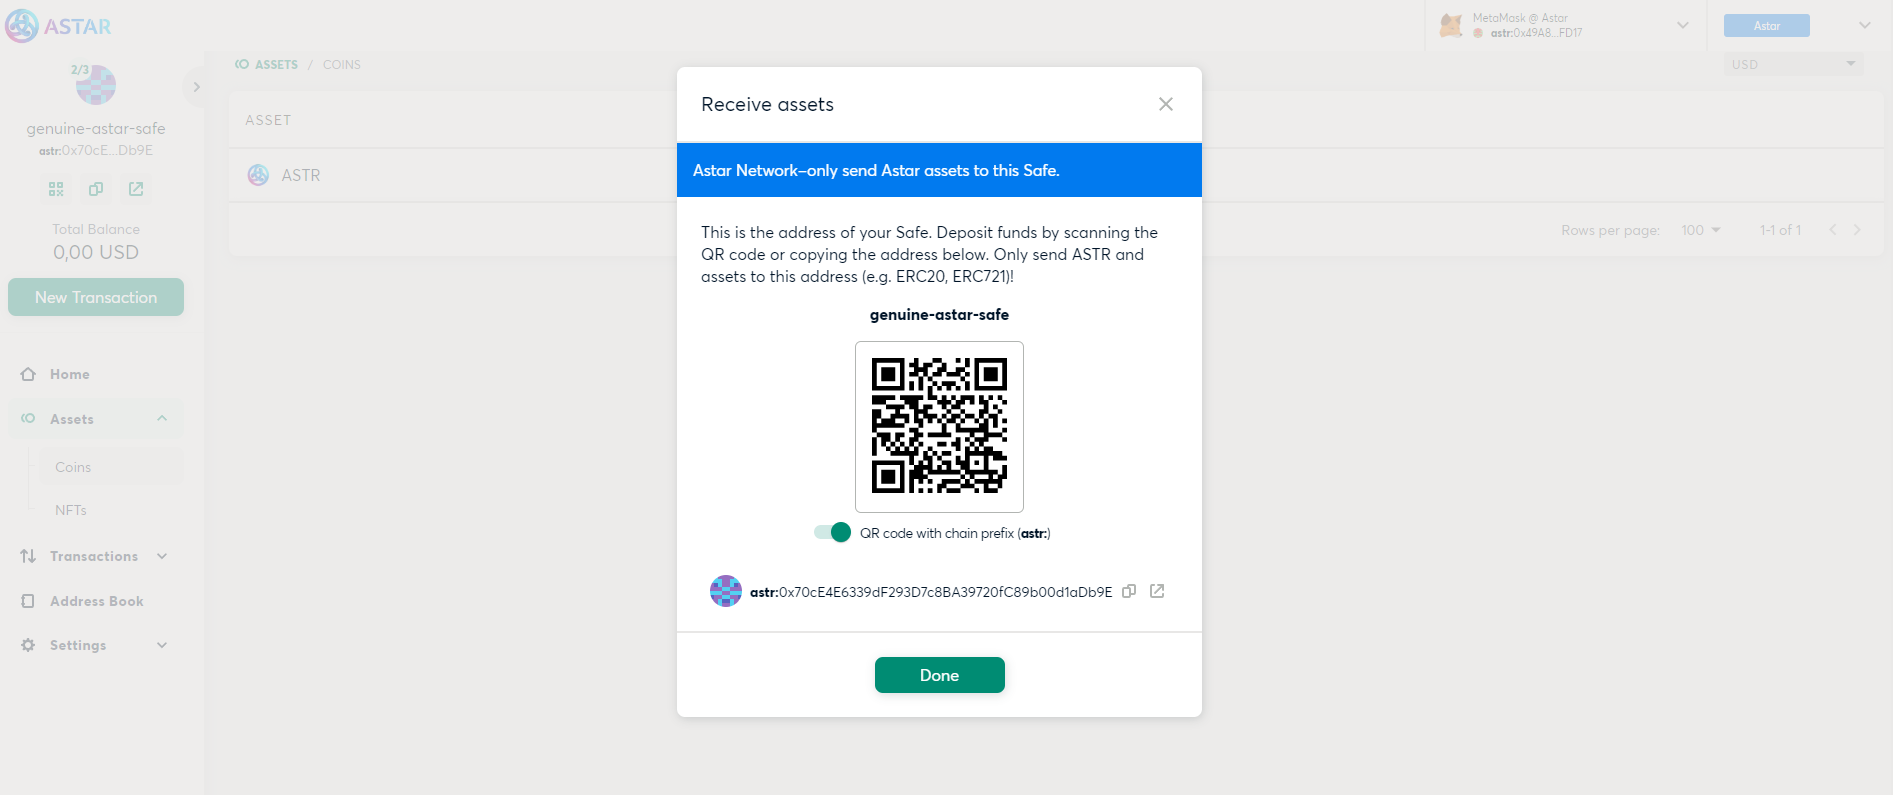 ASTAR
MetaMask @ Astar
astr:0x49A8...FD17
Astar
2/3
genuine-astar-safe
astr:0x70cE...Db9E
Total Balance
0,00 USD
New Transaction
Home
Assets
Coins
NFTs
Transactions
Address Book
Settings
ASSETS / COINS
USD
ASSET
ASTR
Rows per page: 100 1-1 of 1
Receive assets
Astar Network–only send Astar assets to this Safe.
This is the address of your Safe. Deposit funds by scanning the
QR code or copying the address below. Only send ASTR and
assets to this address (e.g. ERC20, ERC721)!
genuine-astar-safe
QR code with chain prefix (astr:)
astr:0x70cE4E6339dF293D7c8BA39720fC89b00d1aDb9E
Done